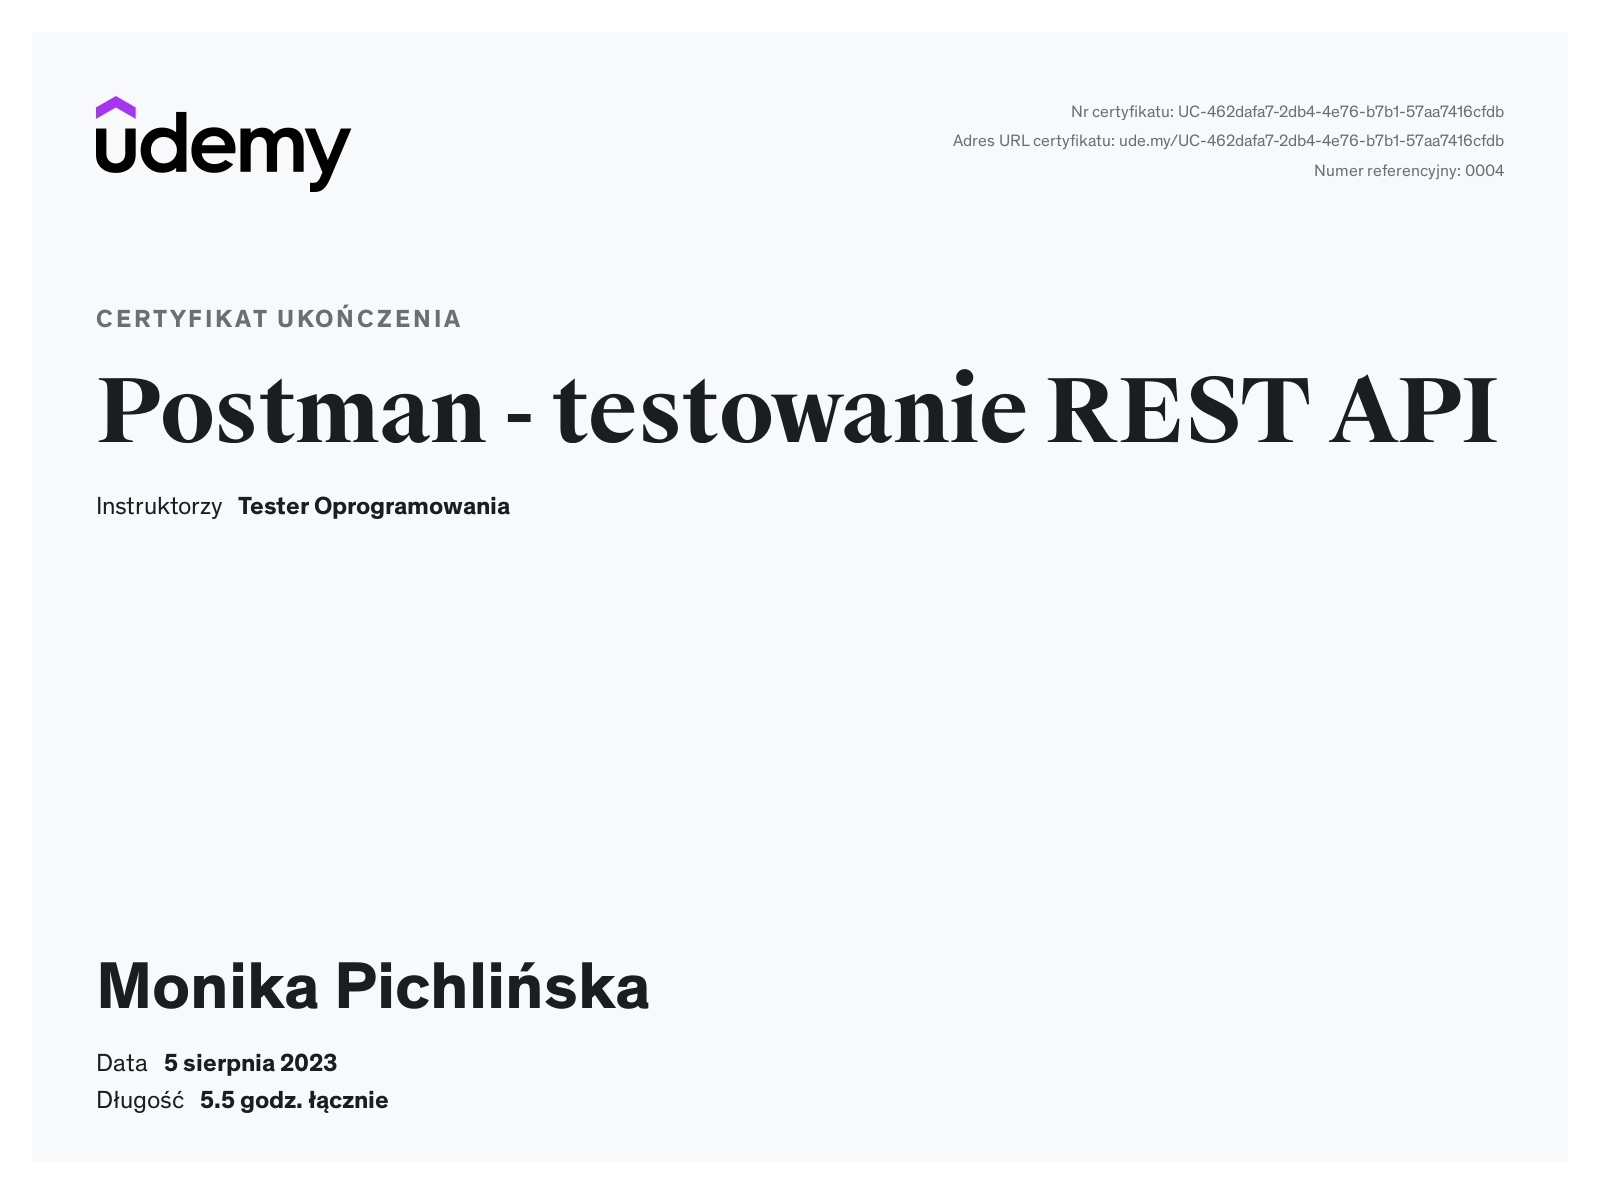 udemy
Nr certyfikatu: UC-462dafa7-2db4-4e76-b7b1-57aa7416cfdb
Adres URL certyfikatu: ude.my/UC-462dafa7-2db4-4e76-b7b1-57aa7416cfdb
Numer referencyjny: 0004
CERTYFIKAT UKOŃCZENIA
Postman - testowanie REST API
Instruktorzy Tester Oprogramowania
Monika Pichlińska
Data 5 sierpnia 2023
Długość 5.5 godz. łącznie